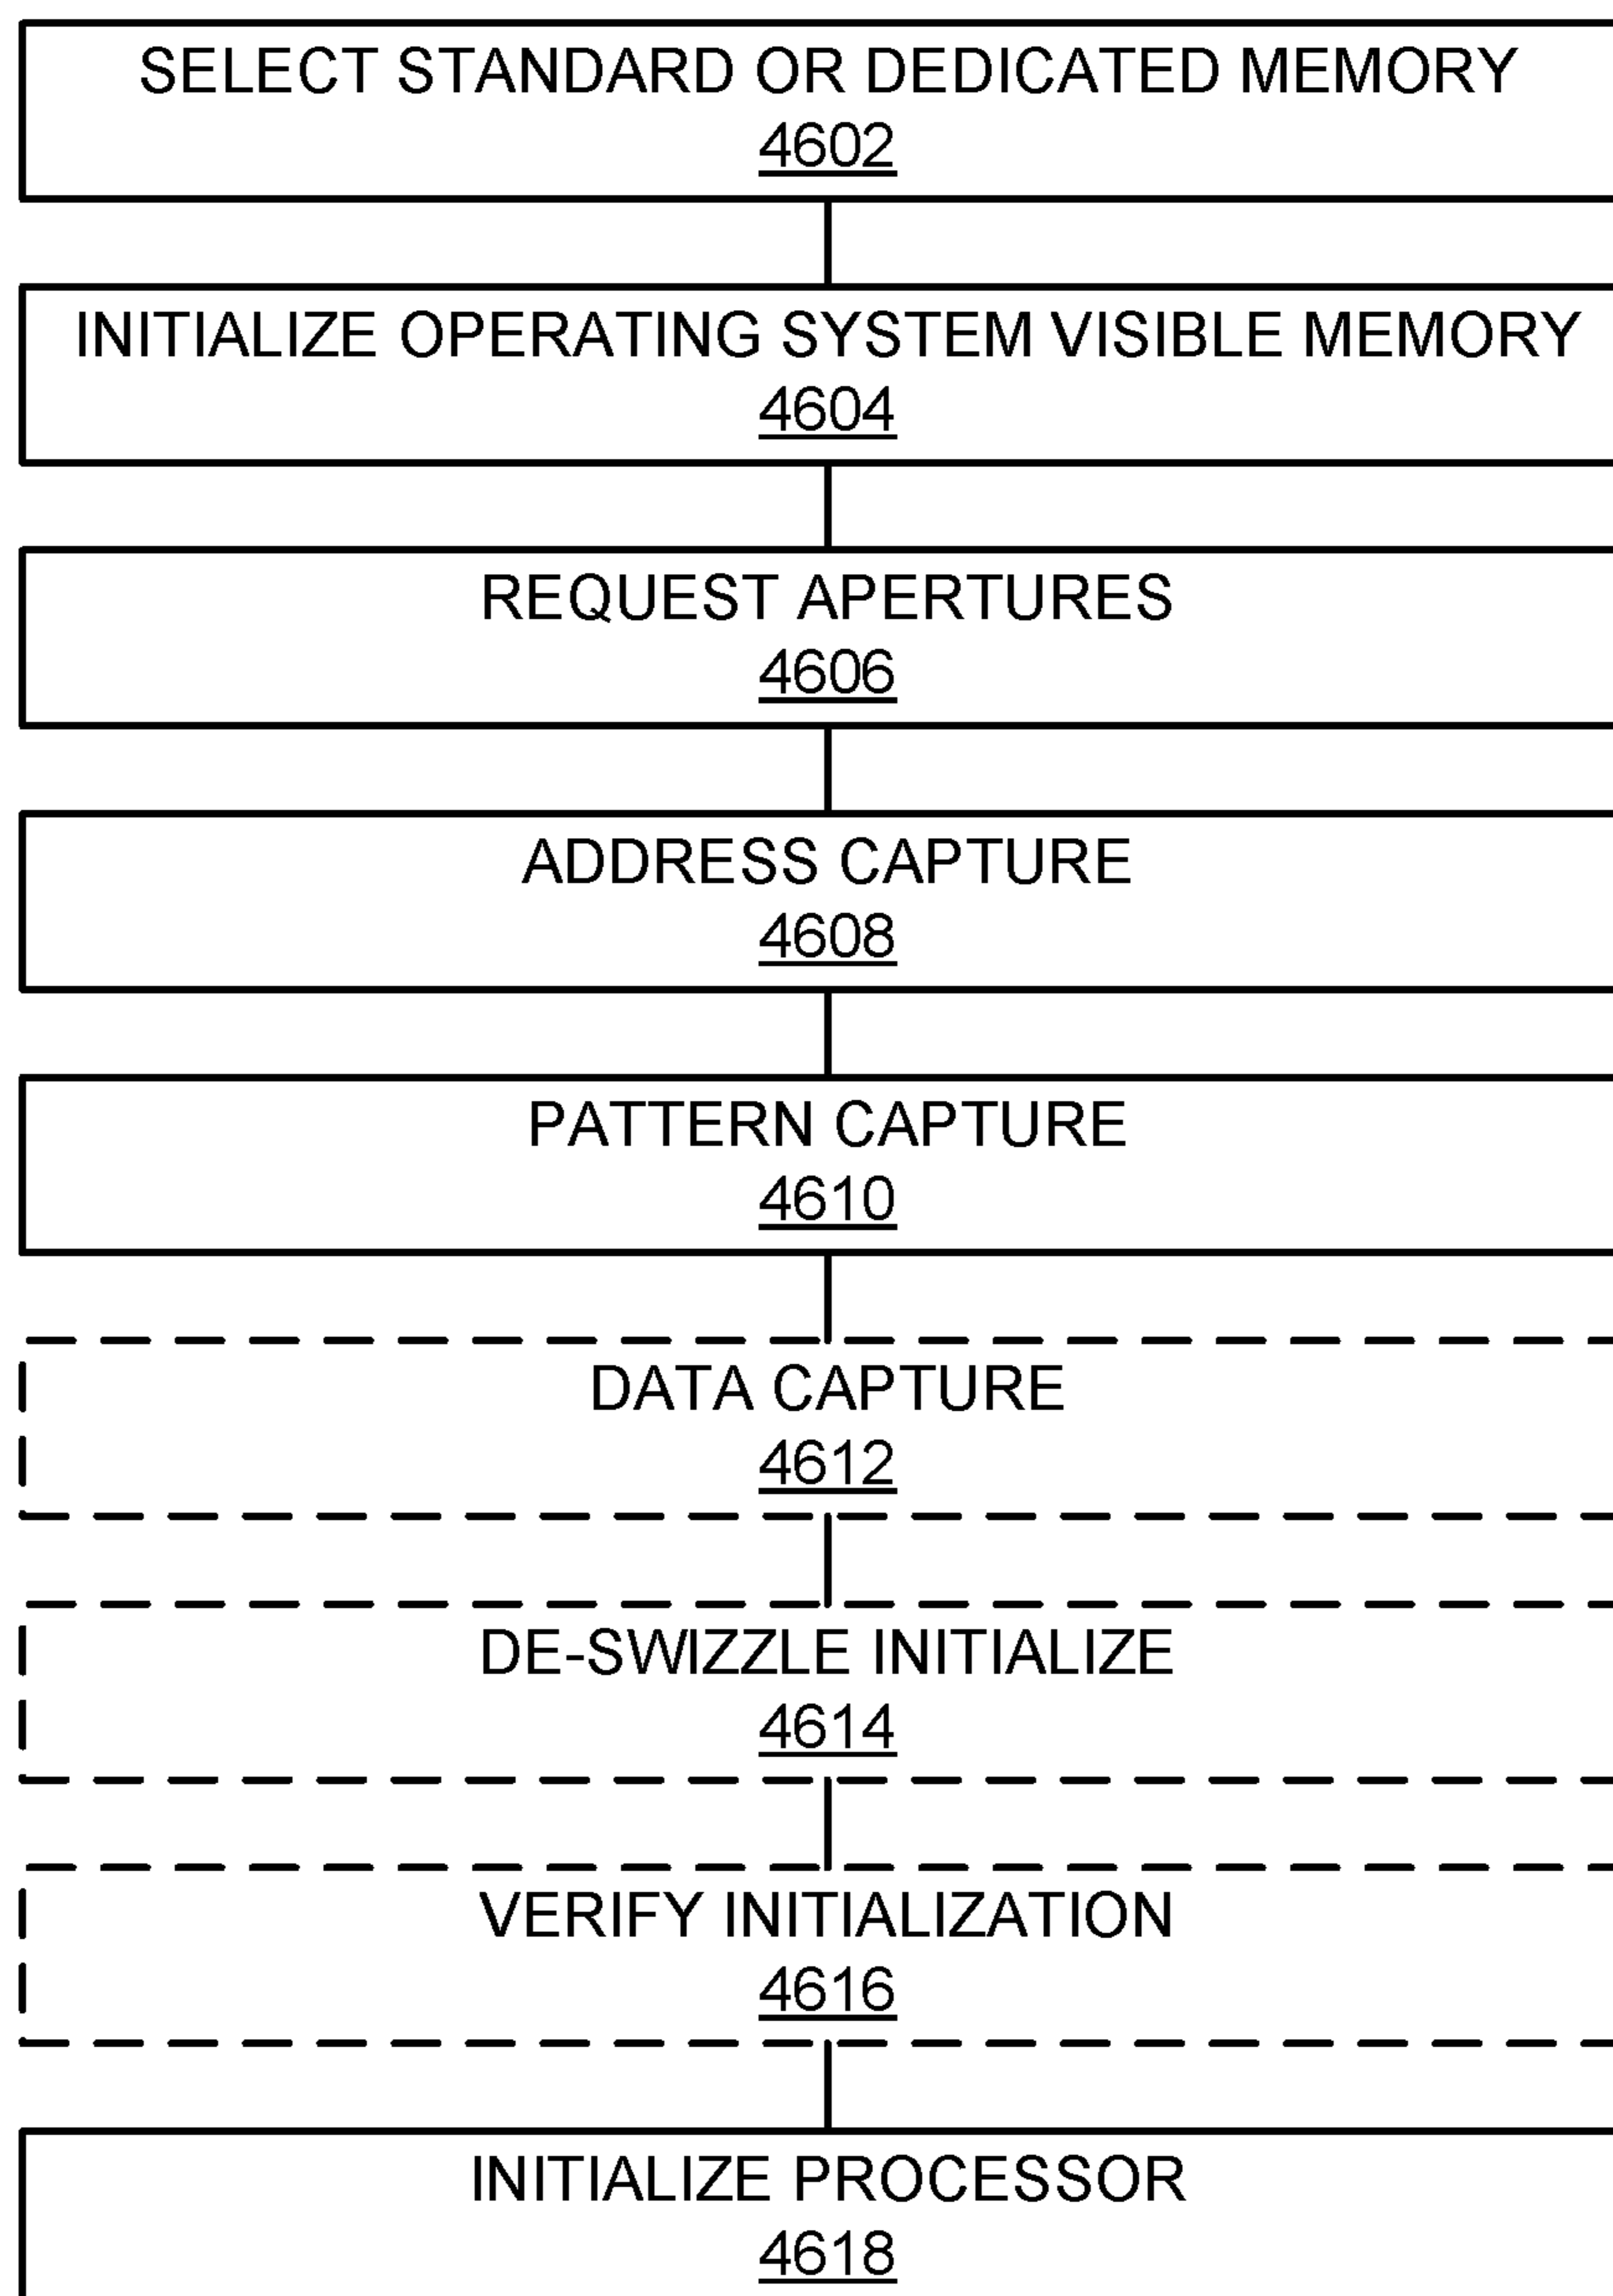 SELECT STANDARD OR DEDICATED MEMORY
4602
INITIALIZE OPERATING SYSTEM VISIBLE MEMORY
4604
REQUEST APERTURES
4606
ADDRESS CAPTURE
4608
PATTERN CAPTURE
4610
DATA CAPTURE
4612
DE-SWIZZLE INITIALIZE
4614
VERIFY INITIALIZATION
4616
INITIALIZE PROCESSOR
4618